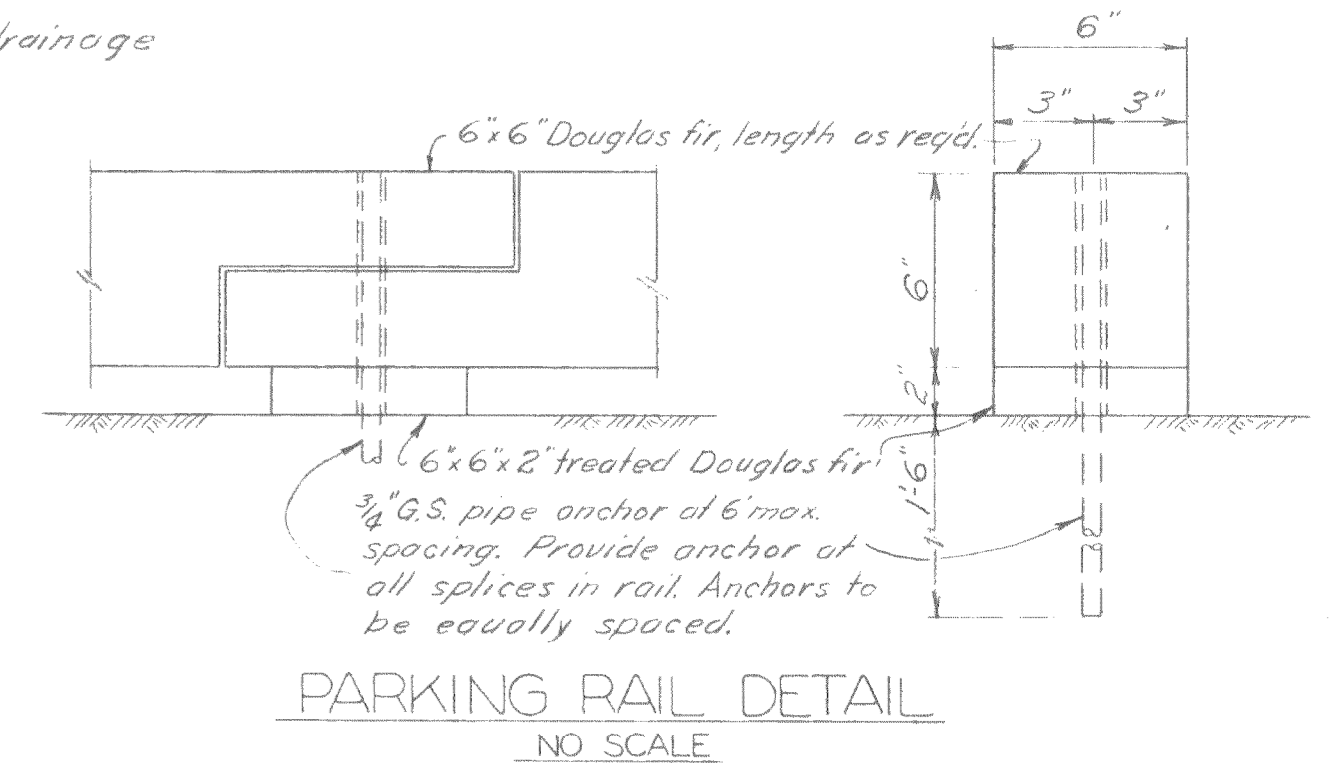 drainage
6"
3" 3"
6"x6" Douglas fir, length as req'd.
6"
2"
1'-6"
6"x6"x2" treated Douglas fir
3/4" G.S. pipe anchor at 6' max.
spacing. Provide anchor at
all splices in rail. Anchors to
be equally spaced.
PARKING RAIL DETAIL
NO SCALE